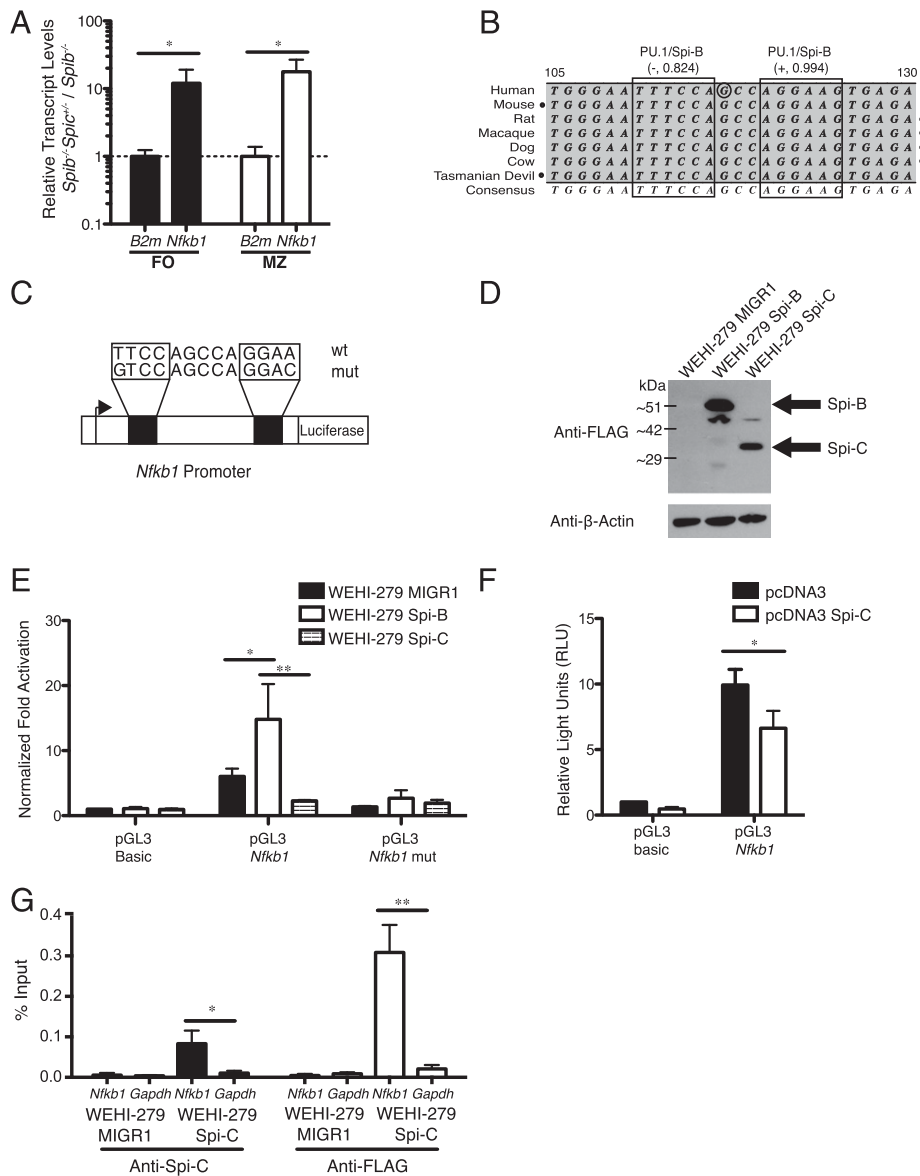 A
Relative Transcript Levels
Spib-/-Spic+/- / Spib-/-
100
10
1
0.1
*
*
B2m Nfkb1 B2m Nfkb1
FO MZ
B
PU.1/Spi-B PU.1/Spi-B
(-, 0.824) (+, 0.994)
105 130
Human T G G G A A T T T C C A G C C A G G A A G T G A G A
Mouse • T G G G A A T T T C C A G C C A G G A A G T G A G A
Rat T G G G A A T T T C C A G C C A G G A A G T G A G A
Macaque T G G G A A T T T C C A G C C A G G A A G T G A G A
Dog T G G G A A T T T C C A G C C A G G A A G T G A G A
Cow T G G G A A T T T C C A G C C A G G A A G T G A G A
Tasmanian Devil • T G G G A A T T T C C A G C C A G G A A G T G A G A
Consensus T G G G A A T T T C C A G C C A G G A A G T G A G A
C
TTCC AGCCA GGAA wt
GTCC AGCCA GGAC mut
Luciferase
Nfkb1 Promoter
D
WEHI-279 MIGR1
WEHI-279 Spi-B
WEHI-279 Spi-C
kDa
~51
~42
~29
Anti-FLAG
Spi-B
Spi-C
Anti-β-Actin
E
WEHI-279 MIGR1
WEHI-279 Spi-B
WEHI-279 Spi-C
Normalized Fold Activation
30
20
10
0
*
**
pGL3 pGL3 pGL3
Basic Nfkb1 Nfkb1 mut
F
pcDNA3
pcDNA3 Spi-C
Relative Light Units (RLU)
15
10
5
0
*
pGL3 pGL3
basic Nfkb1
G
% Input
0.4
0.3
0.2
0.1
0.0
*
**
Nfkb1 Gapdh Nfkb1 Gapdh Nfkb1 Gapdh Nfkb1 Gapdh
WEHI-279 WEHI-279 WEHI-279 WEHI-279
MIGR1 Spi-C MIGR1 Spi-C
Anti-Spi-C Anti-FLAG